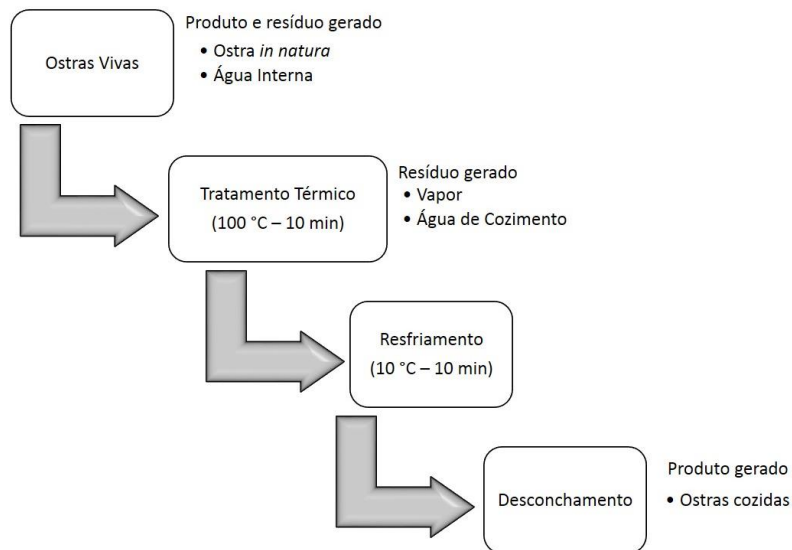 Ostras Vivas
Produto e resíduo gerado
• Ostra in natura
• Água Interna
Tratamento Térmico
(100 °C – 10 min)
Resíduo gerado
• Vapor
• Água de Cozimento
Resfriamento
(10 °C – 10 min)
Desconchamento
Produto gerado
• Ostras cozidas